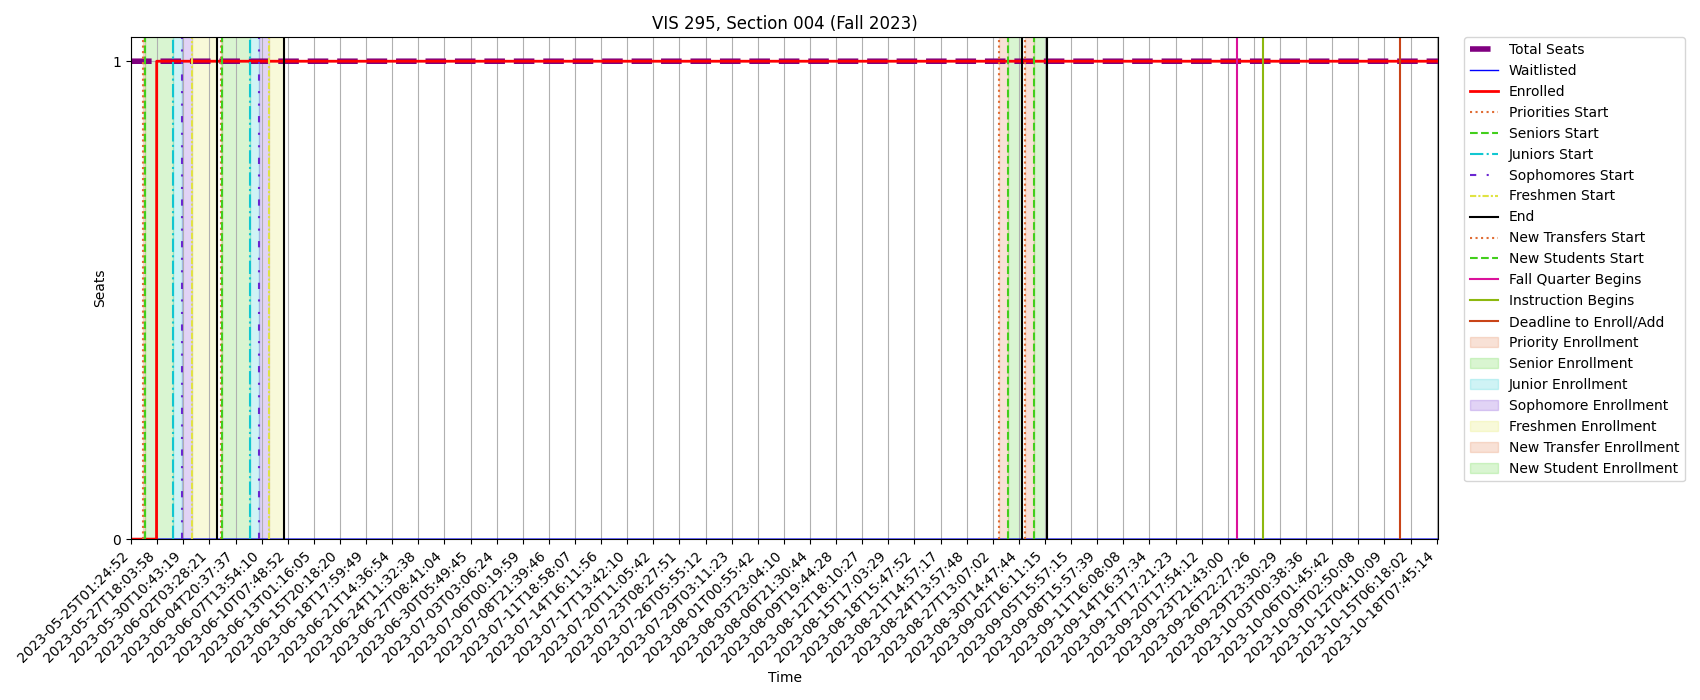 VIS 295, Section 004 (Fall 2023)
Seats
1
0
2023-05-25T01:24:52
2023-05-27T18:03:58
2023-05-30T10:43:19
2023-06-02T03:28:21
2023-06-04T20:37:37
2023-06-07T13:54:10
2023-06-10T07:48:52
2023-06-13T01:16:05
2023-06-15T20:18:20
2023-06-18T17:59:49
2023-06-21T14:36:54
2023-06-24T11:32:38
2023-06-27T08:41:04
2023-06-30T05:49:45
2023-07-03T03:06:24
2023-07-06T00:19:59
2023-07-08T21:39:46
2023-07-11T18:58:07
2023-07-14T16:11:56
2023-07-17T13:42:10
2023-07-20T11:05:42
2023-07-23T08:27:51
2023-07-26T05:55:12
2023-07-29T03:11:23
2023-08-01T00:55:42
2023-08-03T23:04:10
2023-08-06T21:30:44
2023-08-09T19:44:28
2023-08-12T18:10:27
2023-08-15T17:03:29
2023-08-18T15:47:52
2023-08-21T14:57:17
2023-08-24T13:57:48
2023-08-27T13:07:02
2023-08-30T14:47:44
2023-09-02T16:11:15
2023-09-05T15:57:15
2023-09-08T15:57:39
2023-09-11T16:08:08
2023-09-14T16:37:34
2023-09-17T17:21:23
2023-09-20T17:54:12
2023-09-23T21:43:00
2023-09-26T22:27:26
2023-09-29T23:30:29
2023-10-03T00:38:36
2023-10-06T01:45:42
2023-10-09T02:50:08
2023-10-12T04:10:09
2023-10-15T06:18:02
2023-10-18T07:45:14
Time
Total Seats
Waitlisted
Enrolled
Priorities Start
Seniors Start
Juniors Start
Sophomores Start
Freshmen Start
End
New Transfers Start
New Students Start
Fall Quarter Begins
Instruction Begins
Deadline to Enroll/Add
Priority Enrollment
Senior Enrollment
Junior Enrollment
Sophomore Enrollment
Freshmen Enrollment
New Transfer Enrollment
New Student Enrollment